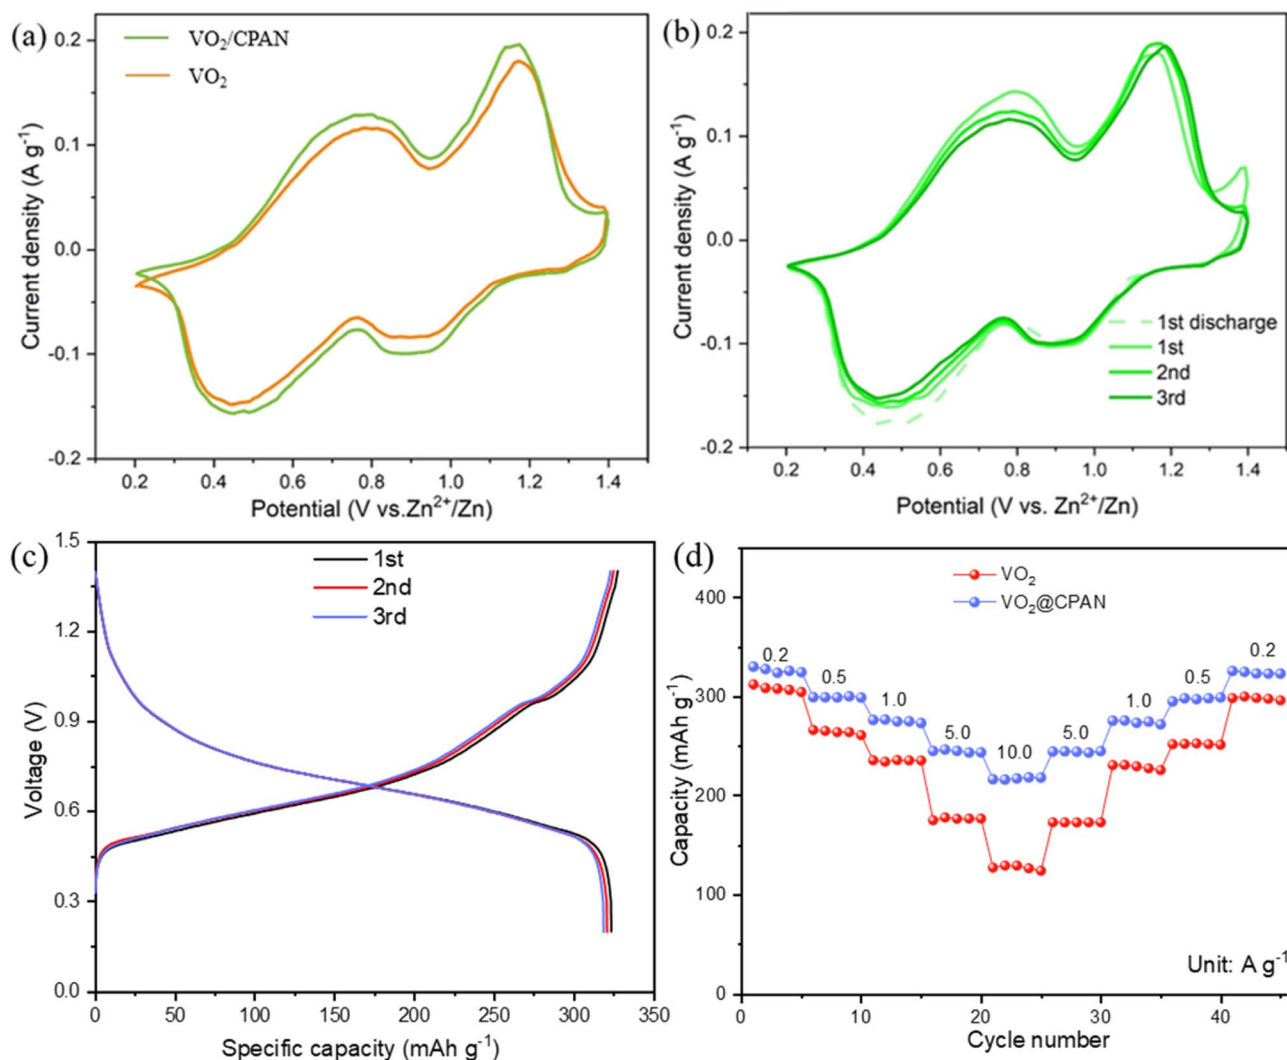 (a)
VO₂/CPAN
VO₂
0.2
0.1
0.0
-0.1
-0.2
Current density (A g⁻¹)
0.2 0.4 0.6 0.8 1.0 1.2 1.4
Potential (V vs.Zn²⁺/Zn)
(b)
0.2
0.1
0.0
-0.1
-0.2
Current density (A g⁻¹)
1st discharge
1st
2nd
3rd
0.2 0.4 0.6 0.8 1.0 1.2 1.4
Potential (V vs. Zn²⁺/Zn)
(c)
1.5
1.2
0.9
0.6
0.3
0.0
Voltage (V)
1st
2nd
3rd
0 50 100 150 200 250 300 350
Specific capacity (mAh g⁻¹)
(d)
400
300
200
100
0
Capacity (mAh g⁻¹)
VO₂
VO₂@CPAN
0.2
0.5
1.0
5.0
10.0
5.0
1.0
0.5
0.2
Unit: A g⁻¹
0 10 20 30 40
Cycle number